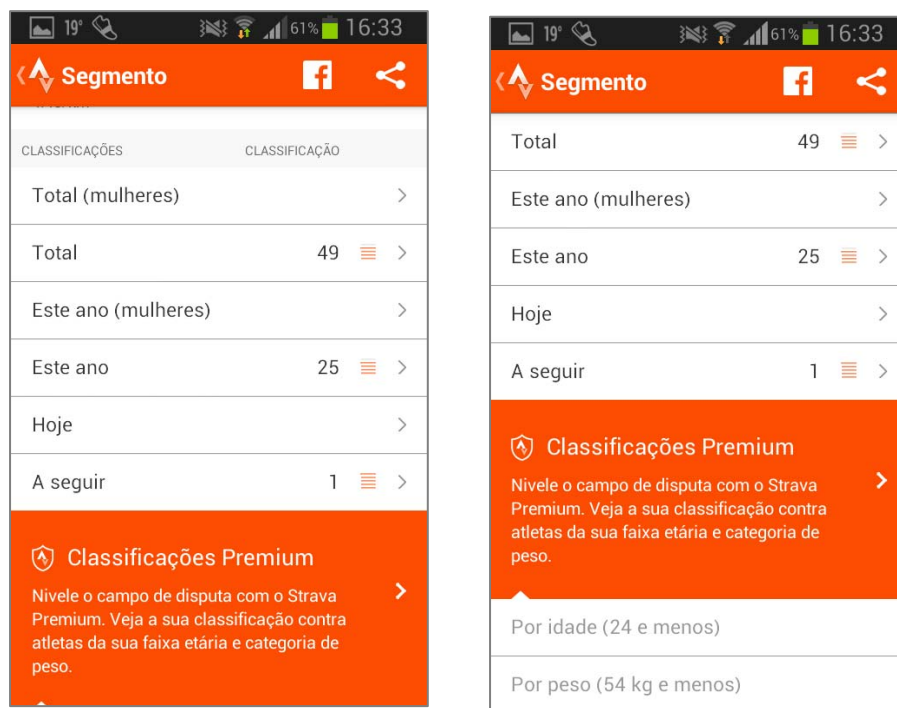 19° 61% 16:33
Segmento
CLASSIFICAÇÕES CLASSIFICAÇÃO
Total (mulheres)
Total 49
Este ano (mulheres)
Este ano 25
Hoje
A seguir 1
Classificações Premium
Nivele o campo de disputa com o Strava
Premium. Veja a sua classificação contra
atletas da sua faixa etária e categoria de
peso.
19° 61% 16:33
Segmento
Total 49
Este ano (mulheres)
Este ano 25
Hoje
A seguir 1
Classificações Premium
Nivele o campo de disputa com o Strava
Premium. Veja a sua classificação contra
atletas da sua faixa etária e categoria de
peso.
Por idade (24 e menos)
Por peso (54 kg e menos)